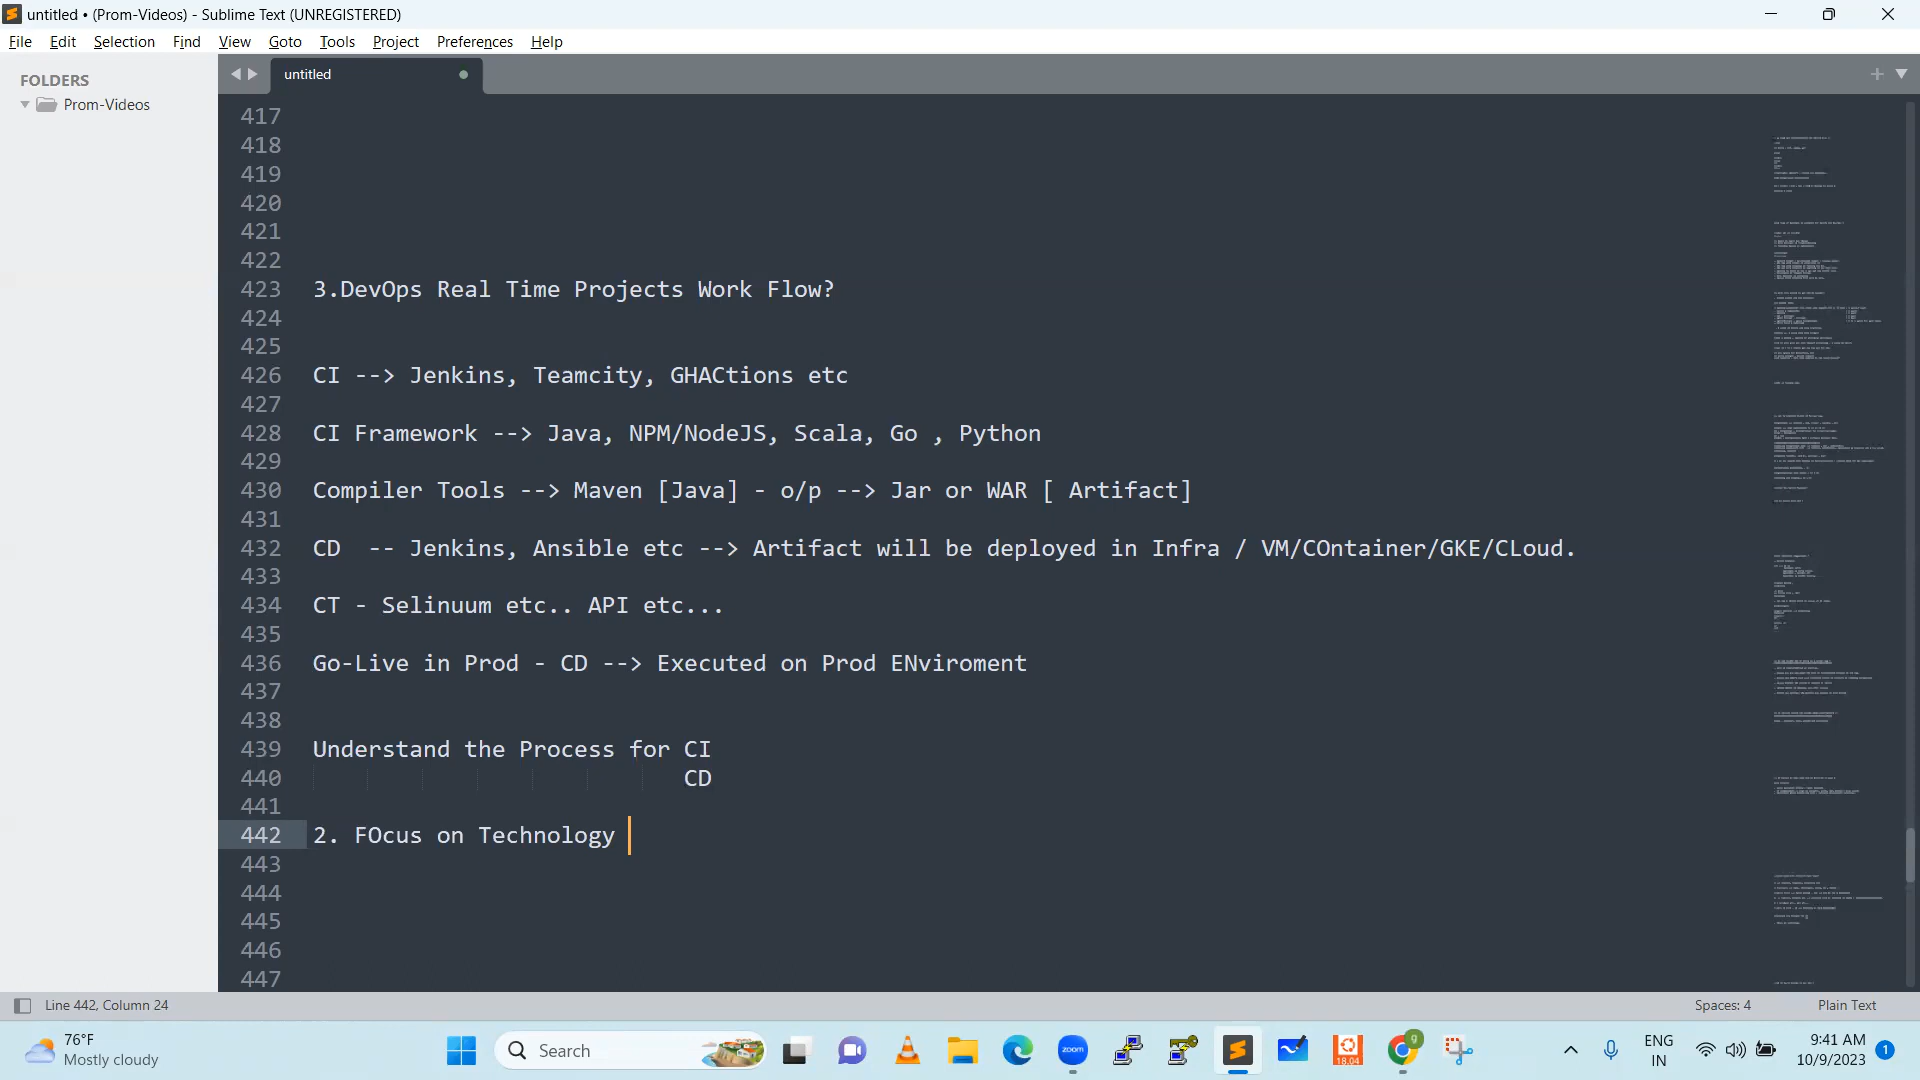 untitled • (Prom-Videos) - Sublime Text (UNREGISTERED)
File Edit Selection Find View Goto Tools Project Preferences Help
FOLDERS
Prom-Videos
untitled
417
418
419
420
421
422
423 3.DevOps Real Time Projects Work Flow?
424
425
426 CI --> Jenkins, Teamcity, GHACtions etc
427
428 CI Framework --> Java, NPM/NodeJS, Scala, Go , Python
429
430 Compiler Tools --> Maven [Java] - o/p --> Jar or WAR [ Artifact]
431
432 CD  -- Jenkins, Ansible etc --> Artifact will be deployed in Infra / VM/COntainer/GKE/CLoud.
433
434 CT - Selinuum etc.. API etc...
435
436 Go-Live in Prod - CD --> Executed on Prod ENviroment
437
438
439 Understand the Process for CI
440 CD
441
442 2. FOcus on Technology
443
444
445
446
447
Line 442, Column 24
Spaces: 4
Plain Text
76°F
Mostly cloudy
Search
zoom
18.04
9
ENG
IN
9:41 AM
10/9/2023
1